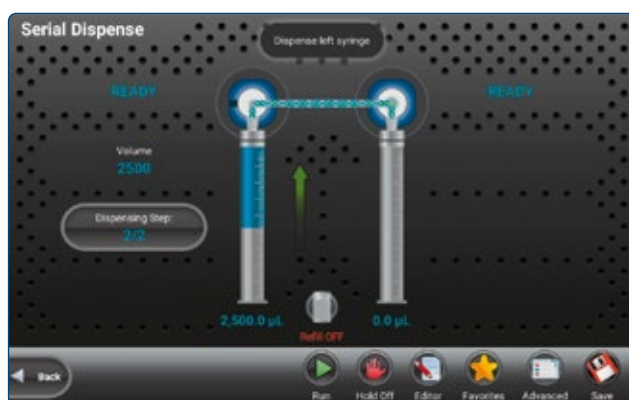 Serial Dispense
Dispense left syringe
READY
READY
Volume
2500
Dispensing Step:
2/2
2,500.0 µL
0.0 µL
Refill OFF
Back
Run
Hold Off
Editor
Favorites
Advanced
Save